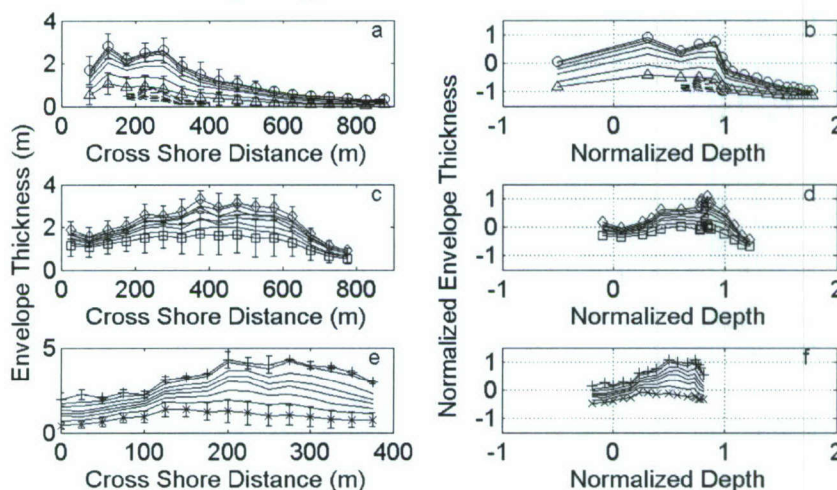 4
2
0
0 200 400 600 800
a
Cross Shore Distance (m)
1
0
-1
-1 0 1 2
b
Normalized Depth
4
2
0
0 200 400 600 800
c
Cross Shore Distance (m)
1
0
-1
-1 0 1 2
d
Normalized Depth
5
0
0 100 200 300 400
e
Cross Shore Distance (m)
1
0
-1
-1 0 1 2
f
Normalized Depth
Envelope Thickness (m)
Normalized Envelope Thickness